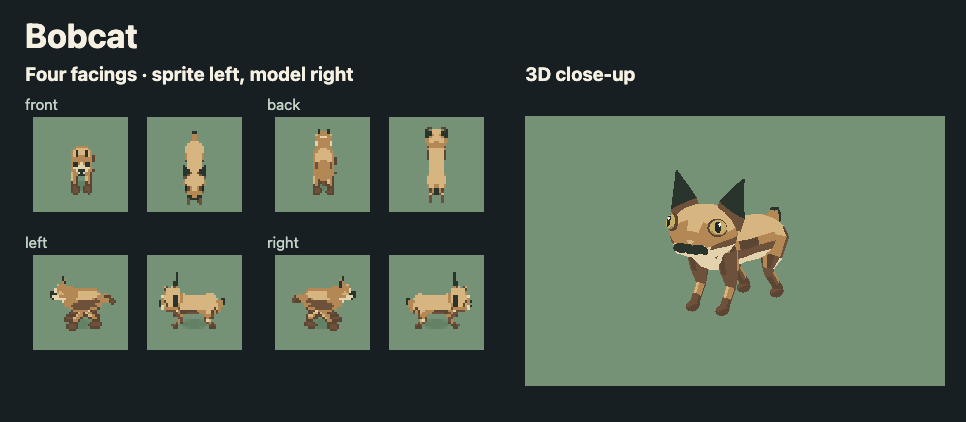 Bobcat
Four facings · sprite left, model right
3D close-up
front
back
left
right